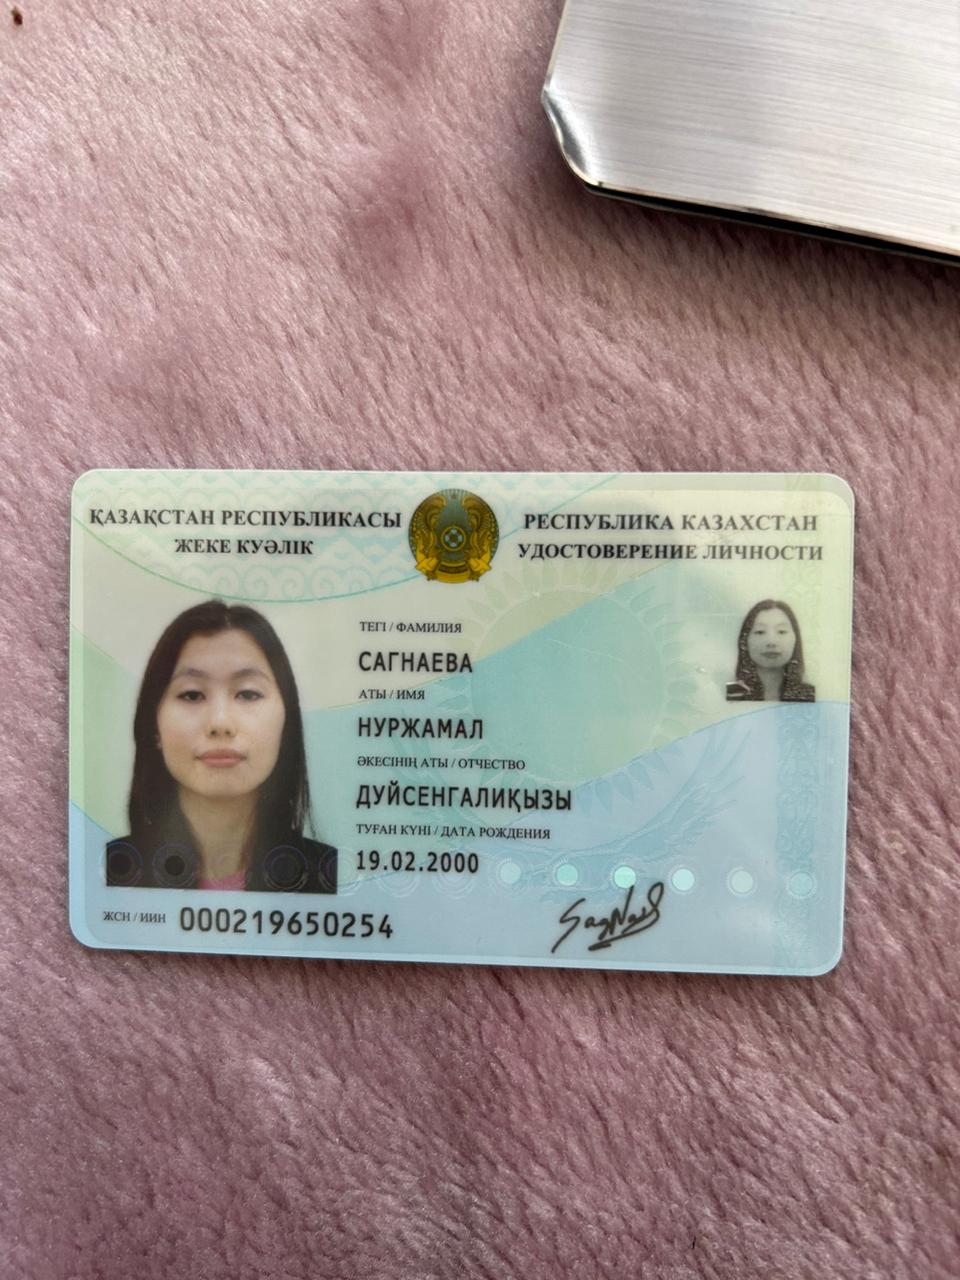 ҚАЗАҚСТАН РЕСПУБЛИКАСЫ
ЖЕКЕ КУӘЛІК
РЕСПУБЛИКА КАЗАХСТАН
УДОСТОВЕРЕНИЕ ЛИЧНОСТИ
ТЕГІ / ФАМИЛИЯ
САГНАЕВА
АТЫ / ИМЯ
НУРЖАМАЛ
ӘКЕСІНІҢ АТЫ / ОТЧЕСТВО
ДУЙСЕНГАЛИҚЫЗЫ
ТУҒАН КҮНІ / ДАТА РОЖДЕНИЯ
19.02.2000
ЖСН / ИИН 000219650254